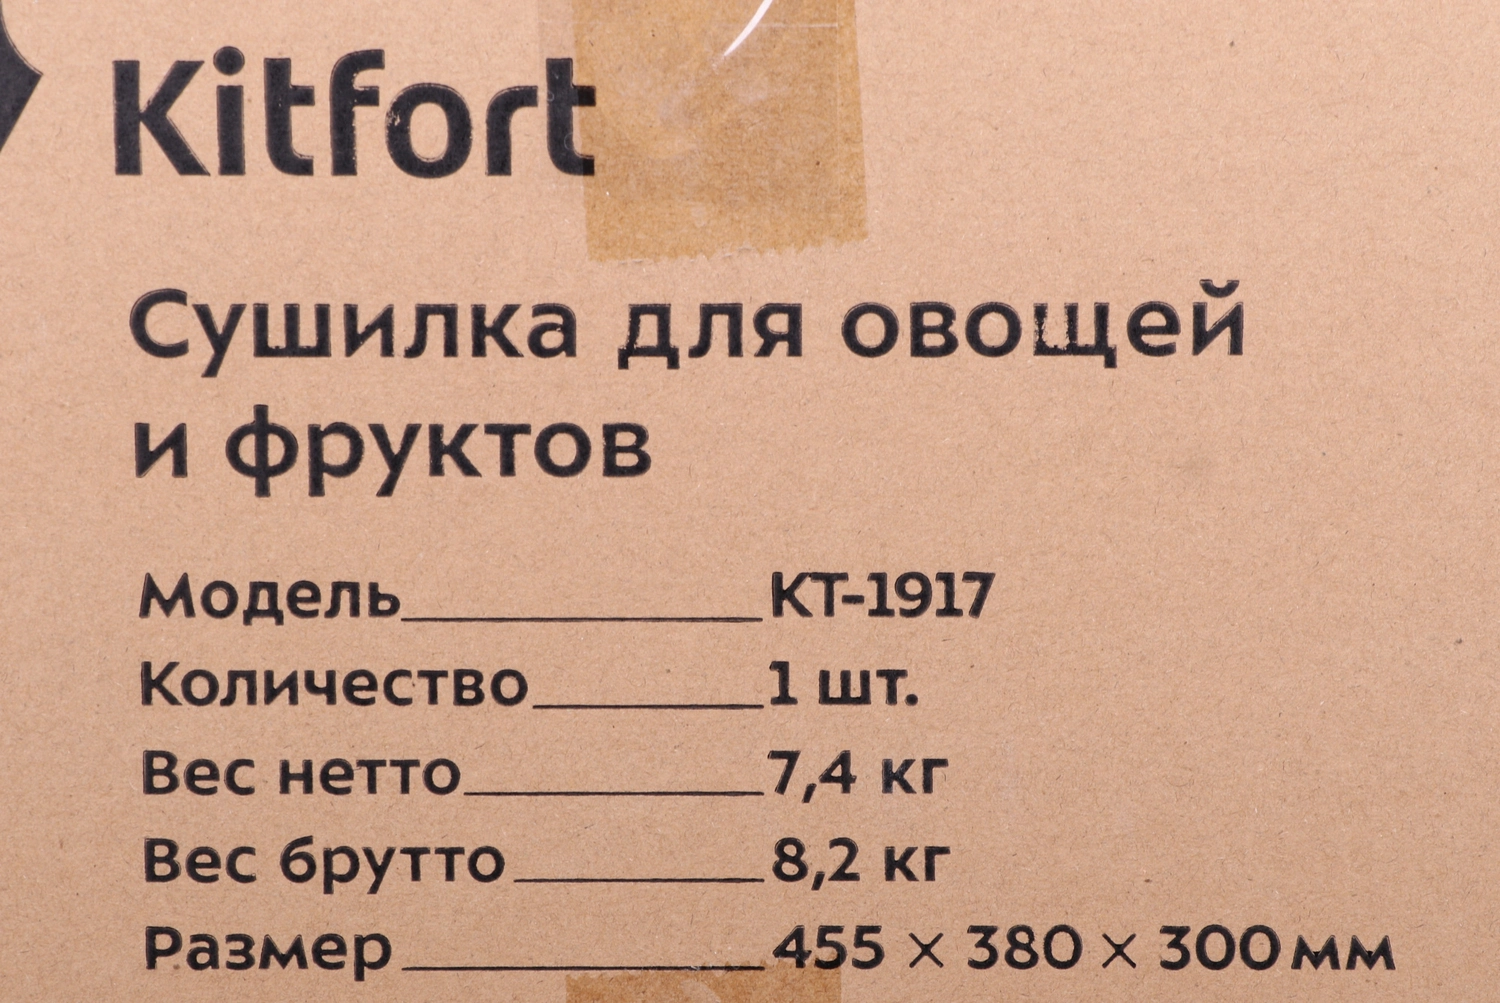 Kitfort
Сушилка для овощей
и фруктов
Модель КТ-1917
Количество 1 шт.
Вес нетто 7,4 кг
Вес брутто 8,2 кг
Размер 455 × 380 × 300 мм